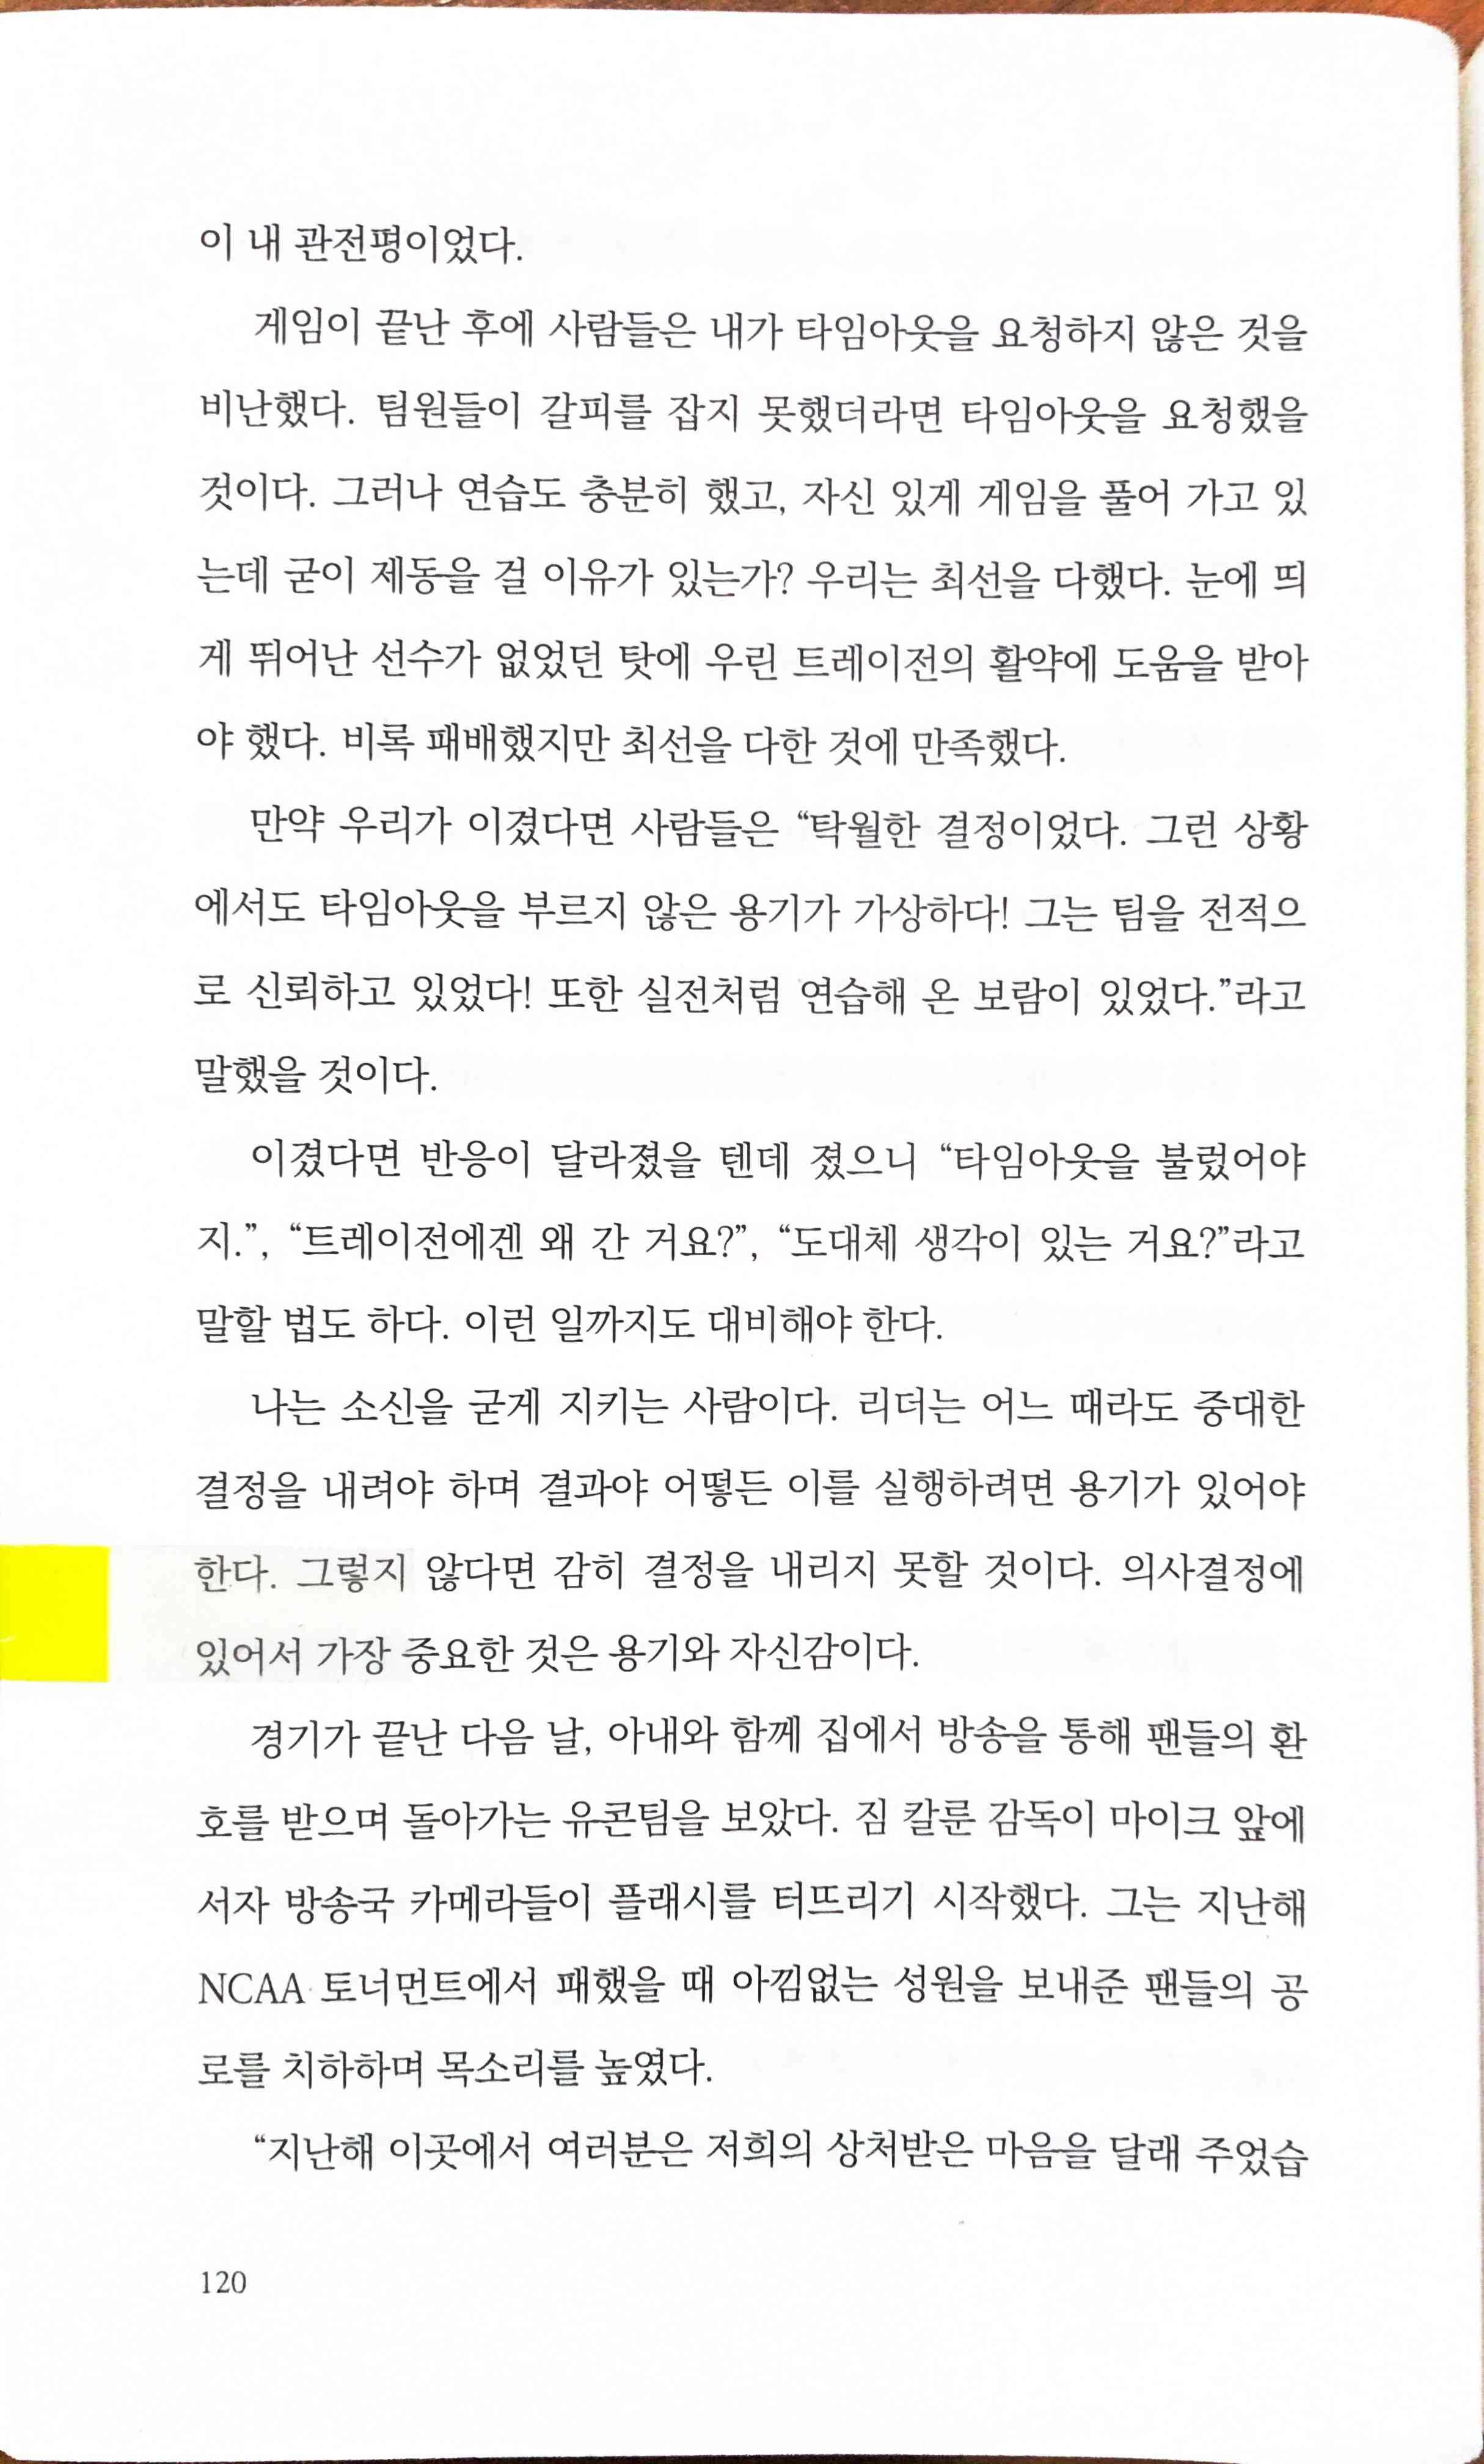 이 내 관전평이었다.
게임이 끝난 후에 사람들은 내가 타임아웃을 요청하지 않은 것을
비난했다. 팀원들이 갈피를 잡지 못했더라면 타임아웃을 요청했을
것이다. 그러나 연습도 충분히 했고, 자신 있게 게임을 풀어 가고 있
는데 굳이 제동을 걸 이유가 있는가? 우리는 최선을 다했다. 눈에 띄
게 뛰어난 선수가 없었던 탓에 우린 트레이전의 활약에 도움을 받아
야 했다. 비록 패배했지만 최선을 다한 것에 만족했다.
만약 우리가 이겼다면 사람들은 “탁월한 결정이었다. 그런 상황
에서도 타임아웃을 부르지 않은 용기가 가상하다! 그는 팀을 전적으
로 신뢰하고 있었다! 또한 실전처럼 연습해 온 보람이 있었다.”라고
말했을 것이다.
이겼다면 반응이 달라졌을 텐데 졌으니 “타임아웃을 불렀어야
지.”, “트레이전에겐 왜 간 거요?”, “도대체 생각이 있는 거요?”라고
말할 법도 하다. 이런 일까지도 대비해야 한다.
나는 소신을 굳게 지키는 사람이다. 리더는 어느 때라도 중대한
결정을 내려야 하며 결과야 어떻든 이를 실행하려면 용기가 있어야
한다. 그렇지 않다면 감히 결정을 내리지 못할 것이다. 의사결정에
있어서 가장 중요한 것은 용기와 자신감이다.
경기가 끝난 다음 날, 아내와 함께 집에서 방송을 통해 팬들의 환
호를 받으며 돌아가는 유콘팀을 보았다. 짐 칼룬 감독이 마이크 앞에
서자 방송국 카메라들이 플래시를 터뜨리기 시작했다. 그는 지난해
NCAA 토너먼트에서 패했을 때 아낌없는 성원을 보내준 팬들의 공
로를 치하하며 목소리를 높였다.
“지난해 이곳에서 여러분은 저희의 상처받은 마음을 달래 주었습
120